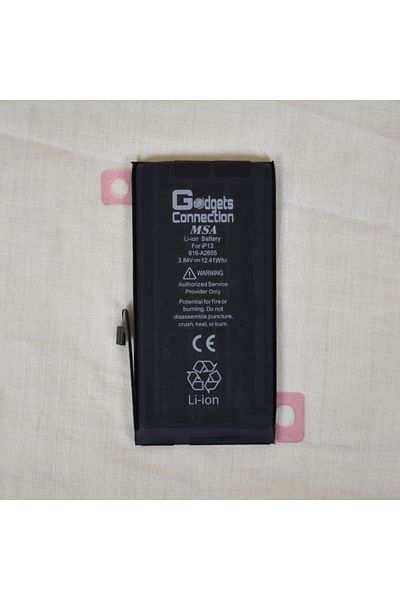 Gadgets
Connection
MSA
Li-ion Battery
For iP13
616-A2655
3.84V⎓12.41Whr
WARNING
Authorized Service
Provider Only
Potential for fire or
burning. Do not
disassemble,puncture,
crush, heat, or burn.
CE
Li-ion